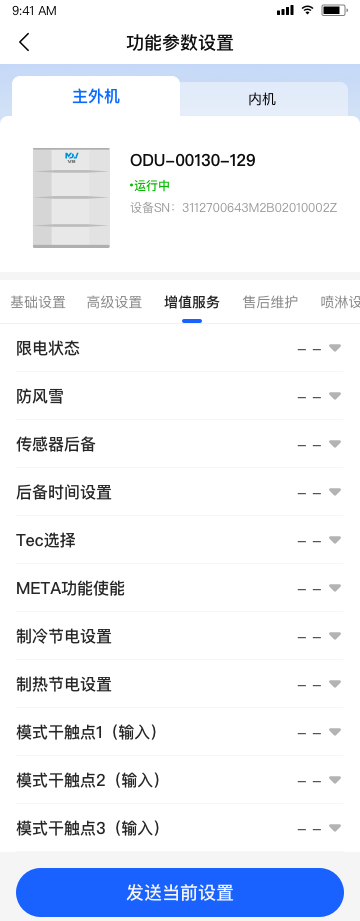 9:41 AM
功能参数设置
主外机
内机
MDV
ODU-00130-129
•运行中
设备SN：3112700643M2B02010002Z
基础设置 高级设置 增值服务 售后维护 喷淋设
限电状态 – –
防风雪 – –
传感器后备 – –
后备时间设置 – –
Tec选择 – –
META功能使能 – –
制冷节电设置 – –
制热节电设置 – –
模式干触点1（输入） – –
模式干触点2（输入） – –
模式干触点3（输入） – –
发送当前设置